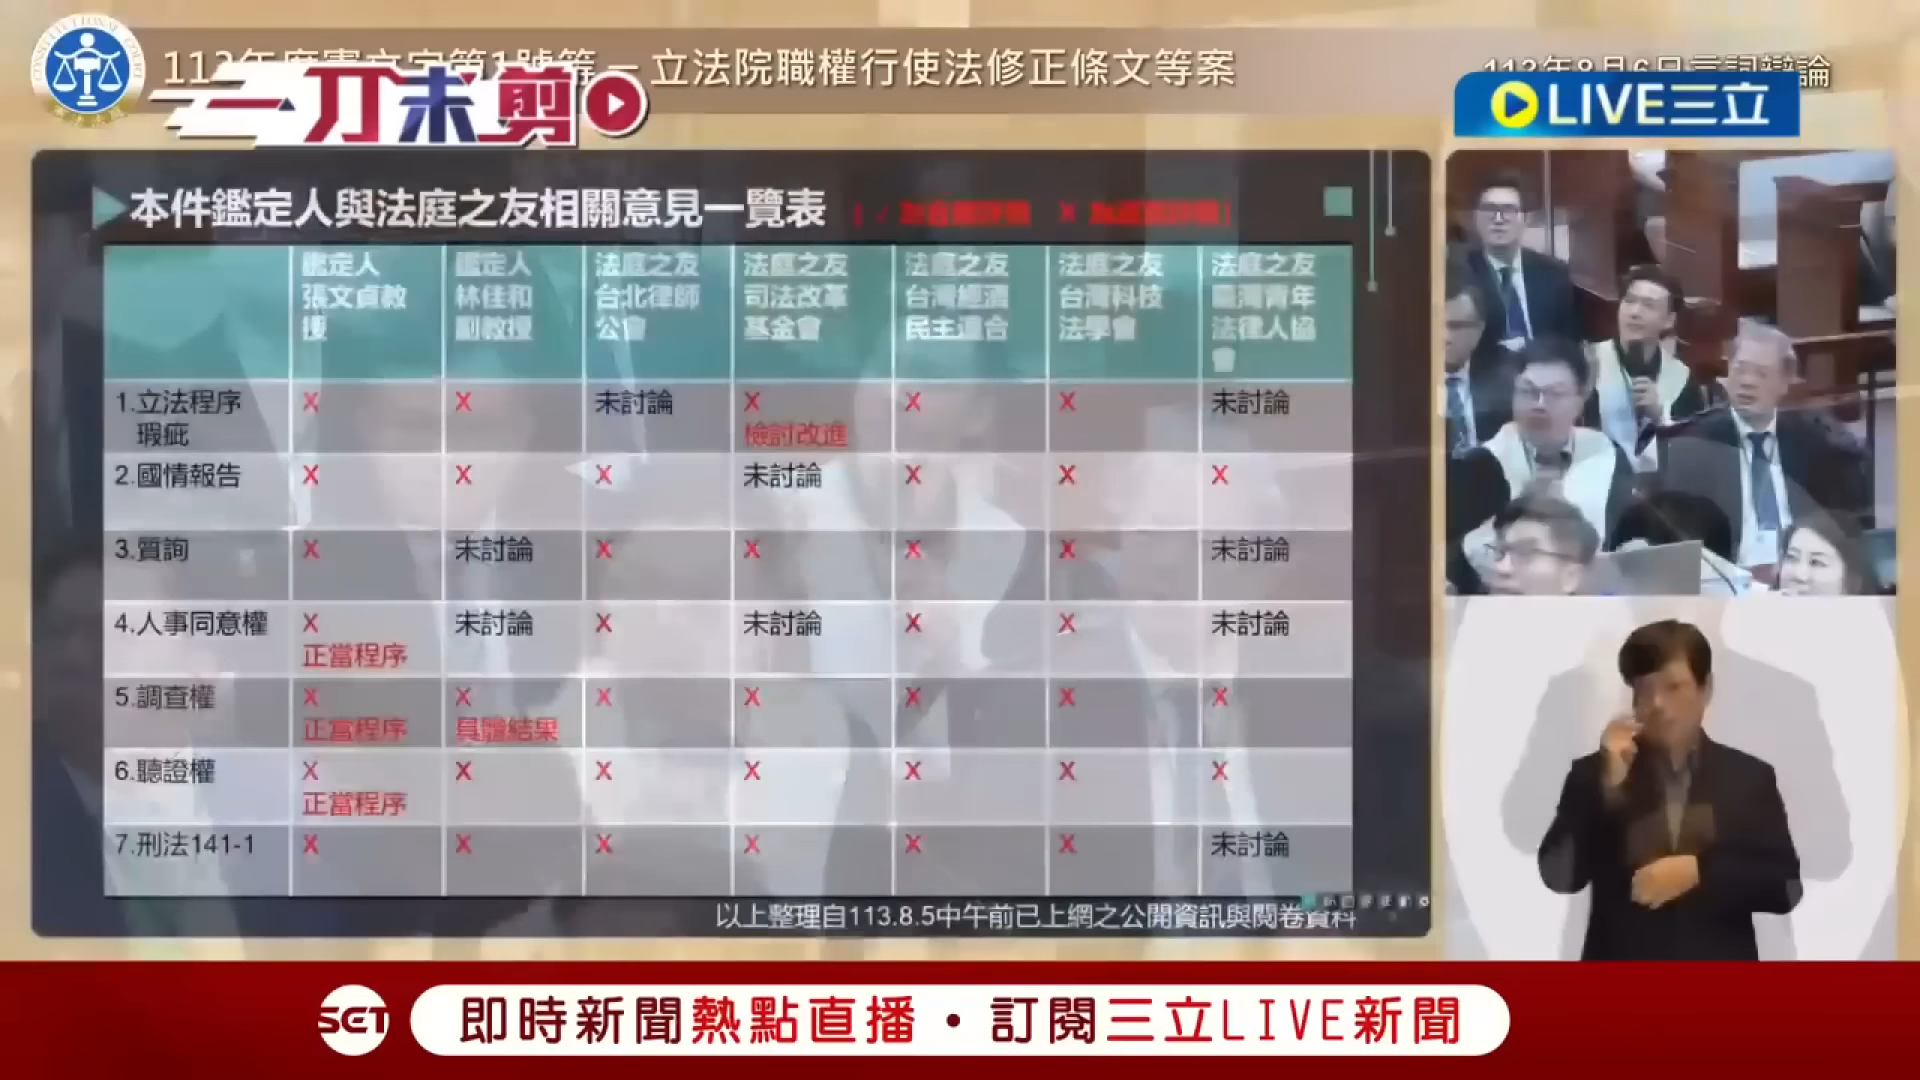 立法院職權行使法修正條文等案
一刀未剪
LIVE三立
本件鑑定人與法庭之友相關意見一覽表
鑑定人
張文貞教
授
鑑定人
林佳和
副教授
法庭之友
台北律師
公會
法庭之友
司法改革
基金會
法庭之友
台灣經濟
民主連合
法庭之友
台灣科技
法學會
法庭之友
臺灣青年
法律人協
會
1.立法程序
瑕疵
X
X
未討論
X
檢討改進
X
X
未討論
2.國情報告
X
X
X
未討論
X
X
X
3.質詢
X
未討論
X
X
X
X
未討論
4.人事同意權
X
正當程序
未討論
X
未討論
X
X
未討論
5.調查權
X
正當程序
X
具體結果
X
X
X
X
X
6.聽證權
X
正當程序
X
X
X
X
X
X
7.刑法141-1
X
X
X
X
X
X
未討論
以上整理自113.8.5中午前已上網之公開資訊與閱卷資料
SET
即時新聞熱點直播・訂閱三立LIVE新聞